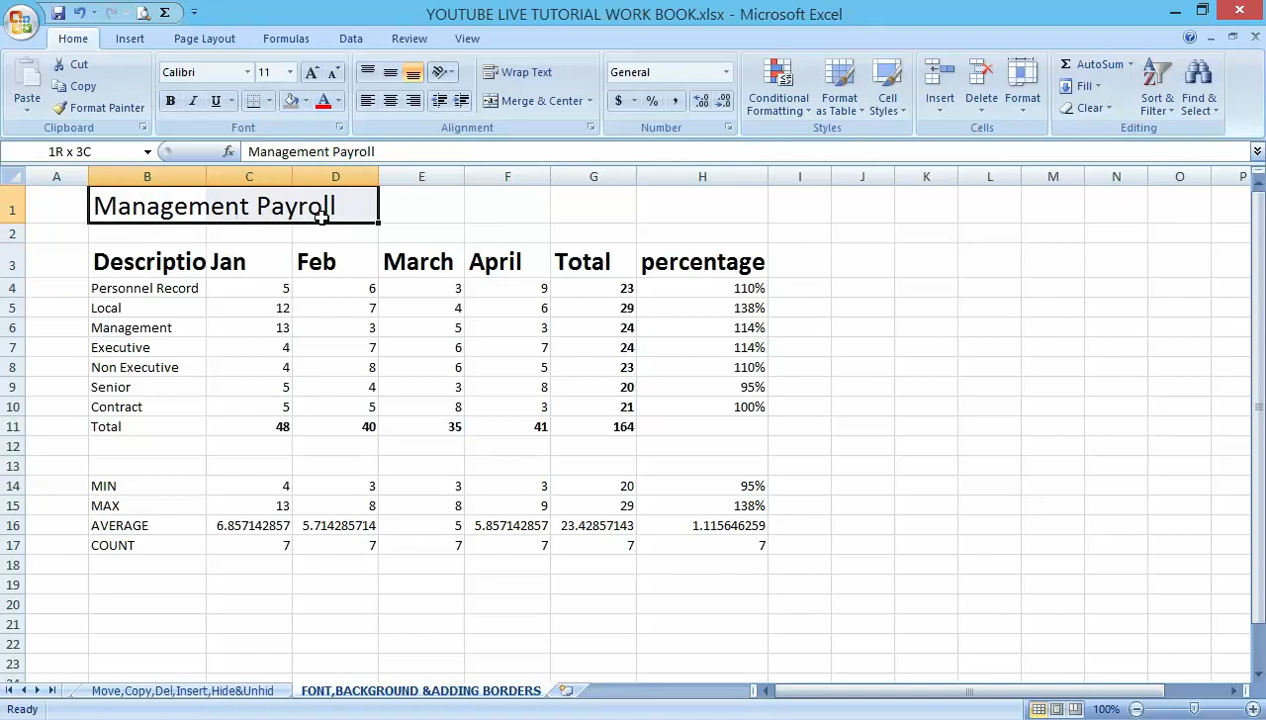 YOUTUBE LIVE TUTORIAL WORK BOOK.xlsx - Microsoft Excel
Home Insert Page Layout Formulas Data Review View
Paste Cut Copy Format Painter Clipboard
Calibri 11 A A B I U A Font
Wrap Text Merge & Center Alignment
General $ % , Number
Conditional Formatting Format as Table Cell Styles Styles
Insert Delete Format Cells
Σ AutoSum Fill Clear Sort & Filter Find & Select Editing
1R x 3C fx Management Payroll
A B C D E F G H I J K L M N O P
1 Management Payroll
2
3 Descriptio Jan Feb March April Total percentage
4 Personnel Record 5 6 3 9 23 110%
5 Local 12 7 4 6 29 138%
6 Management 13 3 5 3 24 114%
7 Executive 4 7 6 7 24 114%
8 Non Executive 4 8 6 5 23 110%
9 Senior 5 4 3 8 20 95%
10 Contract 5 5 8 3 21 100%
11 Total 48 40 35 41 164
12
13
14 MIN 4 3 3 3 20 95%
15 MAX 13 8 8 9 29 138%
16 AVERAGE 6.857142857 5.714285714 5 5.857142857 23.42857143 1.115646259
17 COUNT 7 7 7 7 7 7
18
19
20
21
22
23
Move,Copy,Del,Insert,Hide&Unhid FONT,BACKGROUND &ADDING BORDERS
Ready 100%